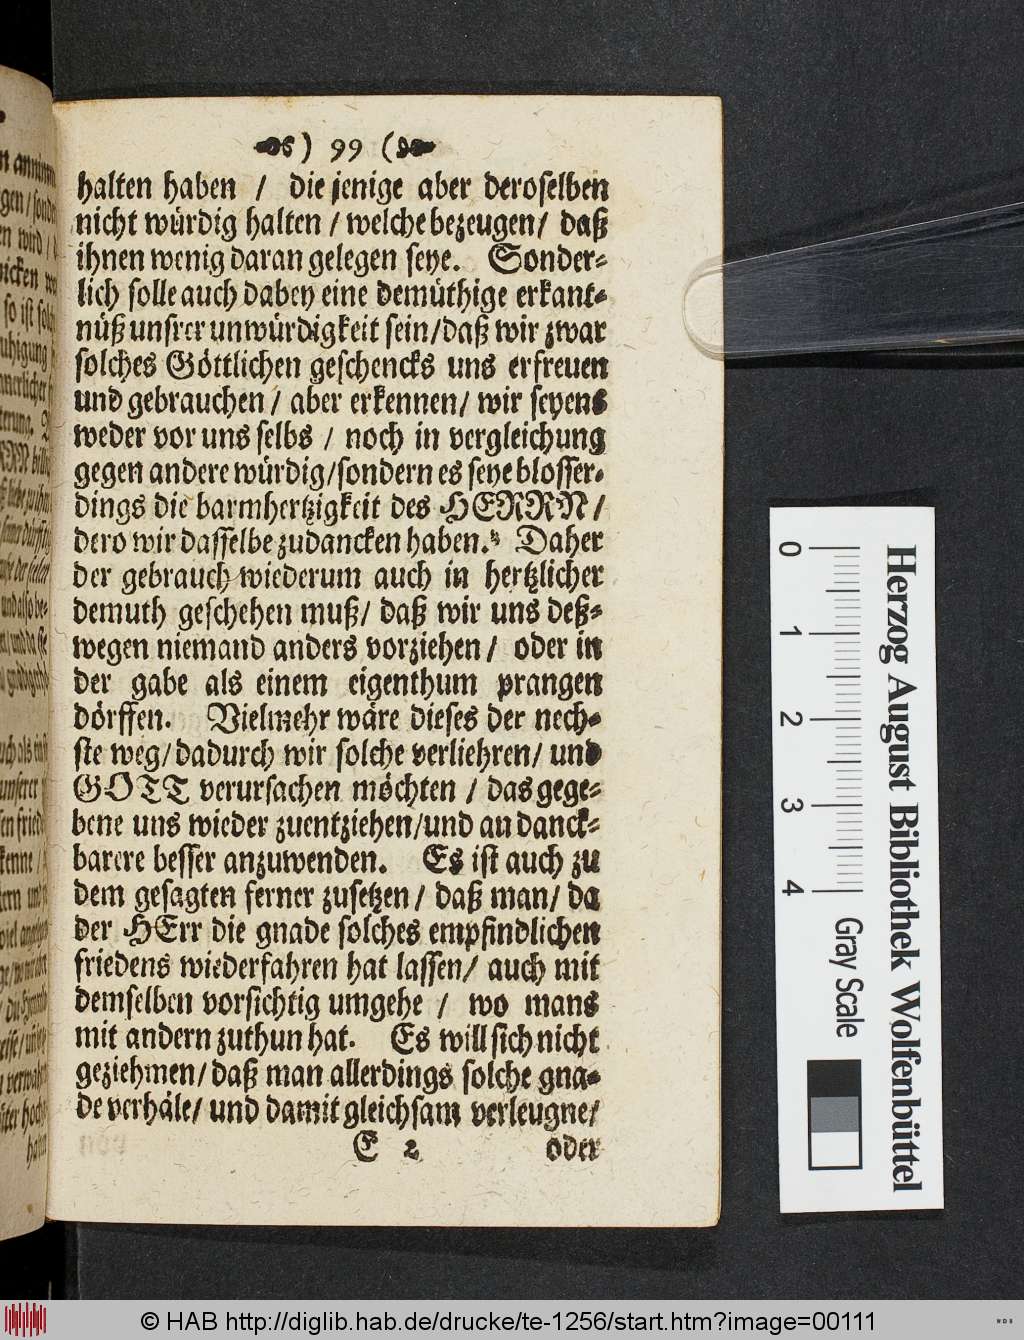 ) 99 (
halten haben / die jenige aber deroselben
nicht würdig halten / welche bezeugen / daß
ihnen wenig daran gelegen seye. Sonder-
lich solle auch dabey eine demüthige erkant-
nüß unsrer unwürdigkeit sein / daß wir zwar
solches Göttlichen geschencks uns erfreuen
und gebrauchen / aber erkennen / wir seyens
weder vor uns selbs / noch in vergleichung
gegen andere würdig / sondern es seye blosser-
dings die barmhertzigkeit des HERRN /
dero wir dasselbe zudancken haben. Daher
der gebrauch wiederum auch in hertzlicher
demuth geschehen muß / daß wir uns deß-
wegen niemand anders vorziehen / oder in
der gabe als einem eigenthum prangen
dörffen. Vielmehr wäre dieses der nech-
ste weg / dadurch wir solche verliehren / und
GOTT verursachen möchten / das gege-
bene uns wieder zuentziehen / und an danck-
barere besser anzuwenden. Es ist auch zu
dem gesagten ferner zusetzen / daß man / da
der HErr die gnade solches empfindlichen
friedens wiederfahren hat lassen / auch mit
demselben vorsichtig umgehe / wo mans
mit andern zuthun hat. Es will sich nicht
geziehmen / daß man allerdings solche gna-
de verhäle / und damit gleichsam verleugne /
E 2 oder
Herzog August Bibliothek Wolfenbüttel
0 1 2 3 4
Gray Scale
© HAB http://diglib.hab.de/drucke/te-1256/start.htm?image=00111